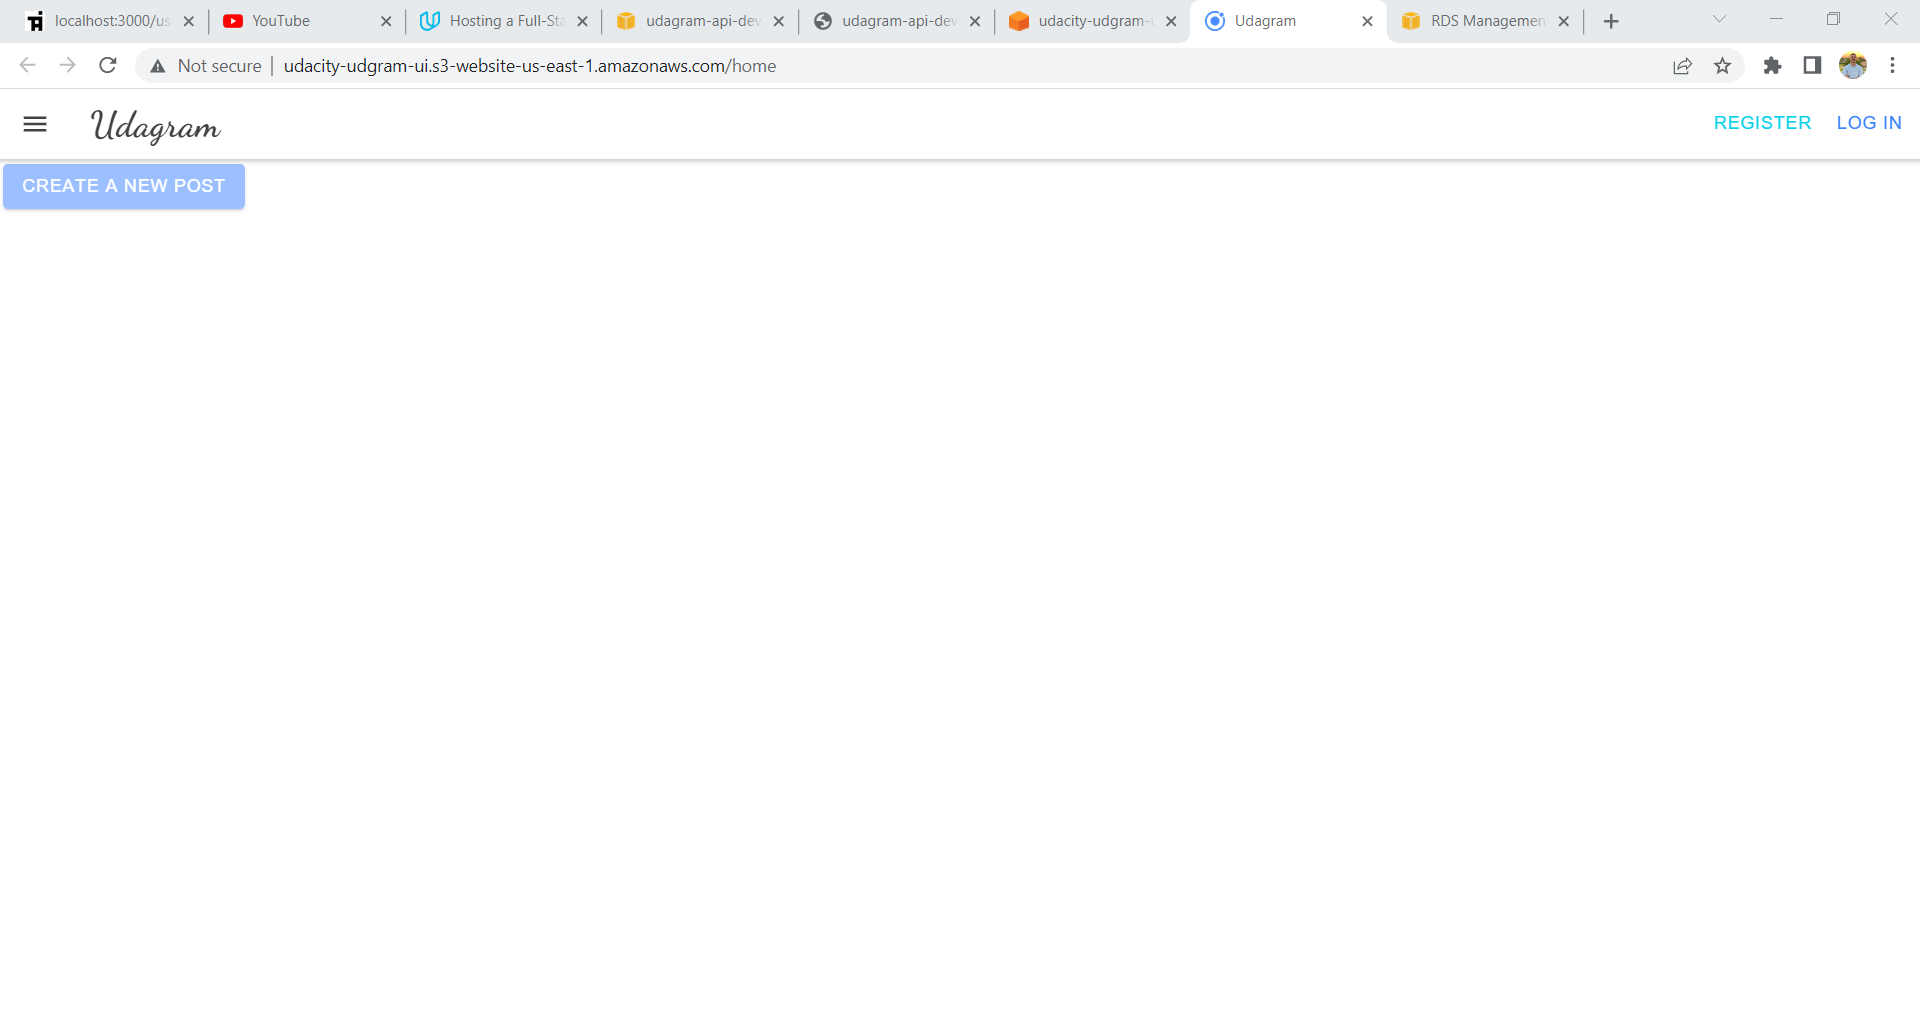 localhost:3000/us
YouTube
Hosting a Full-Sta
udagram-api-dev
udagram-api-dev
udacity-udgram-u
Udagram
RDS Managemen
Not secure
udacity-udgram-ui.s3-website-us-east-1.amazonaws.com/home
Udagram
REGISTER
LOG IN
CREATE A NEW POST